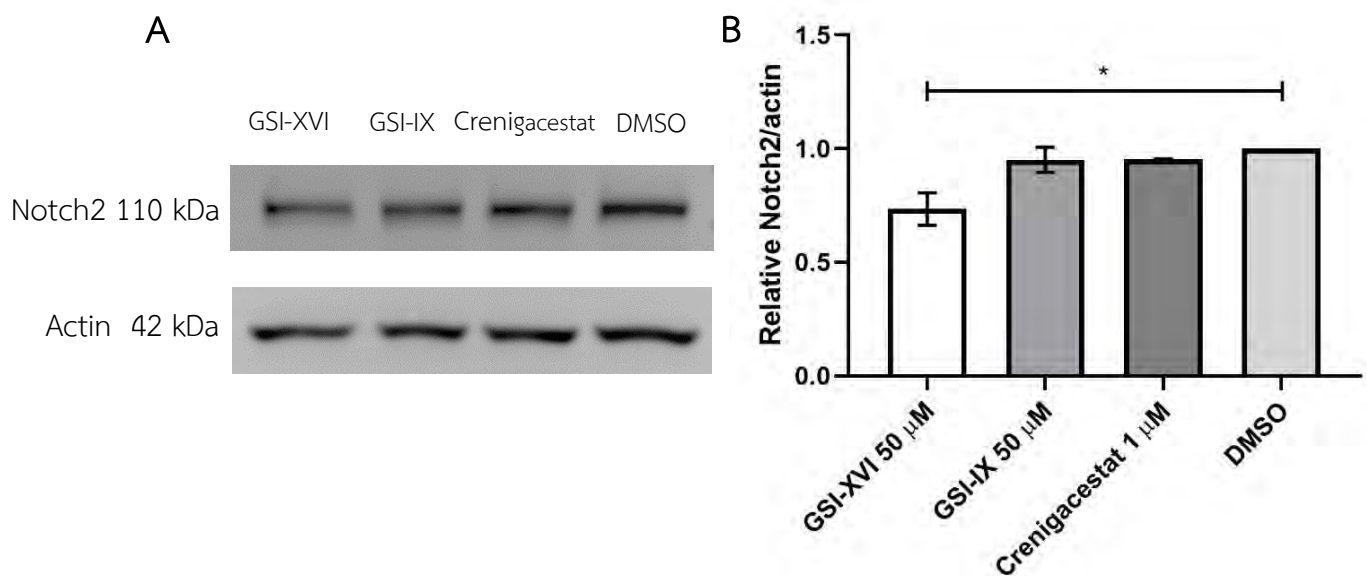 A
GSI-XVI GSI-IX Crenigacestat DMSO
Notch2 110 kDa
Actin 42 kDa
B
Relative Notch2/actin
1.5
1.0
0.5
0.0
*
GSI-XVI 50 μM
GSI-IX 50 μM
Crenigacestat 1 μM
DMSO